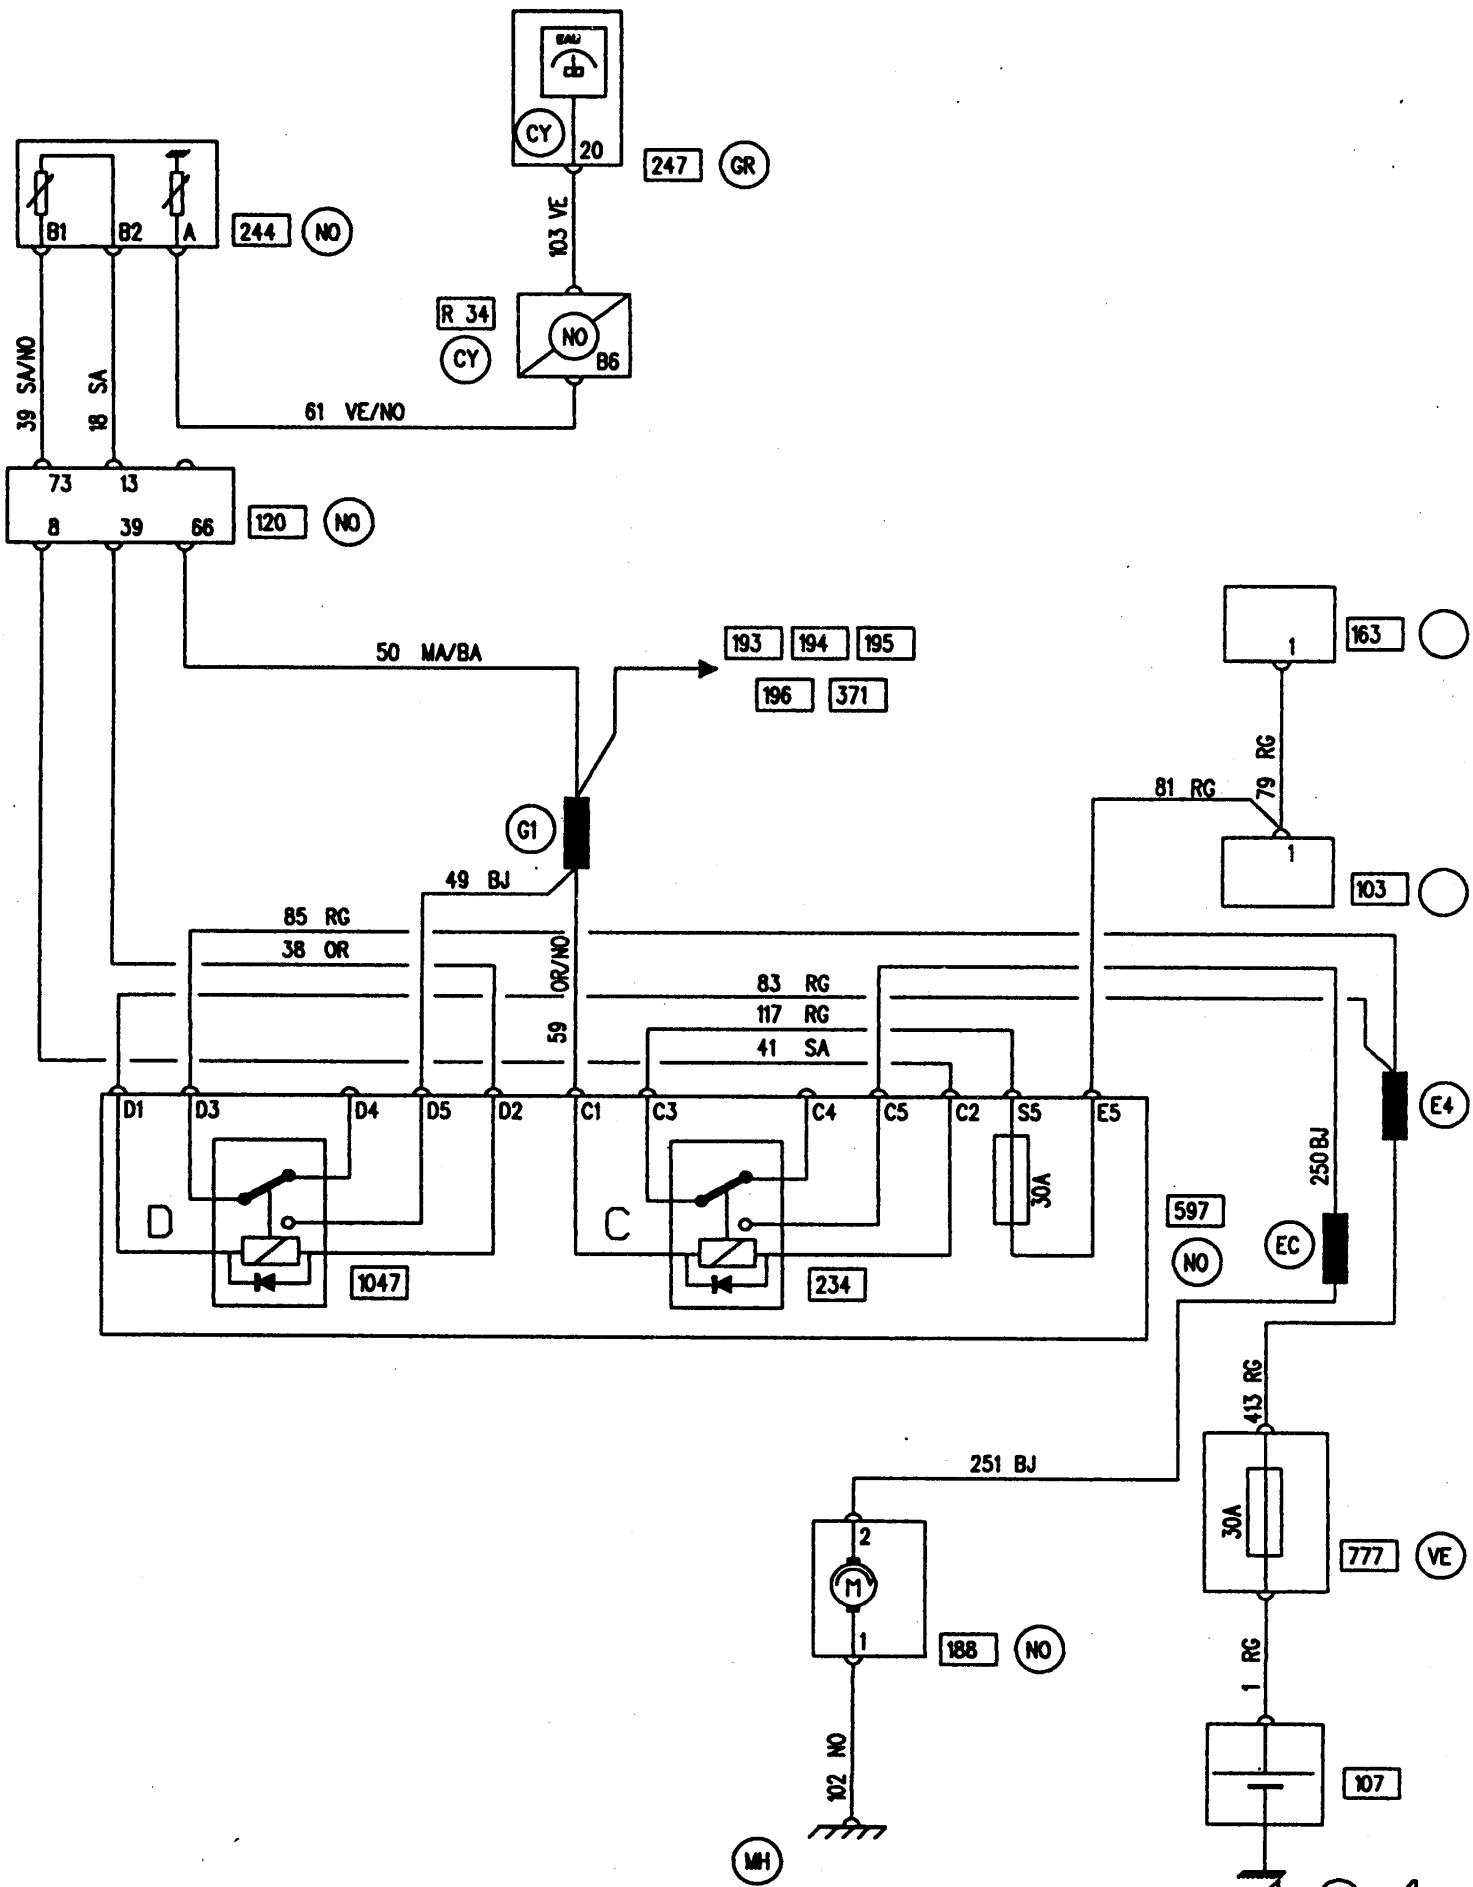 EAU
CY
20
247
GR
B1
B2
A
244
NO
103 VE
R 34
CY
NO
B6
39 SA/NO
18 SA
61 VE/NO
73
13
8
39
66
120
NO
50 MA/BA
193
194
195
196
371
1
163
79 RG
81 RG
1
103
G1
49 BJ
85 RG
38 OR
59 OR/NO
83 RG
117 RG
41 SA
D1
D3
D4
D5
D2
C1
C3
C4
C5
C2
S5
E5
E4
250 BJ
30A
D
C
597
NO
EC
1047
234
413 RG
251 BJ
30A
777
VE
2
M
1
188
NO
1 RG
102 NO
107
MH